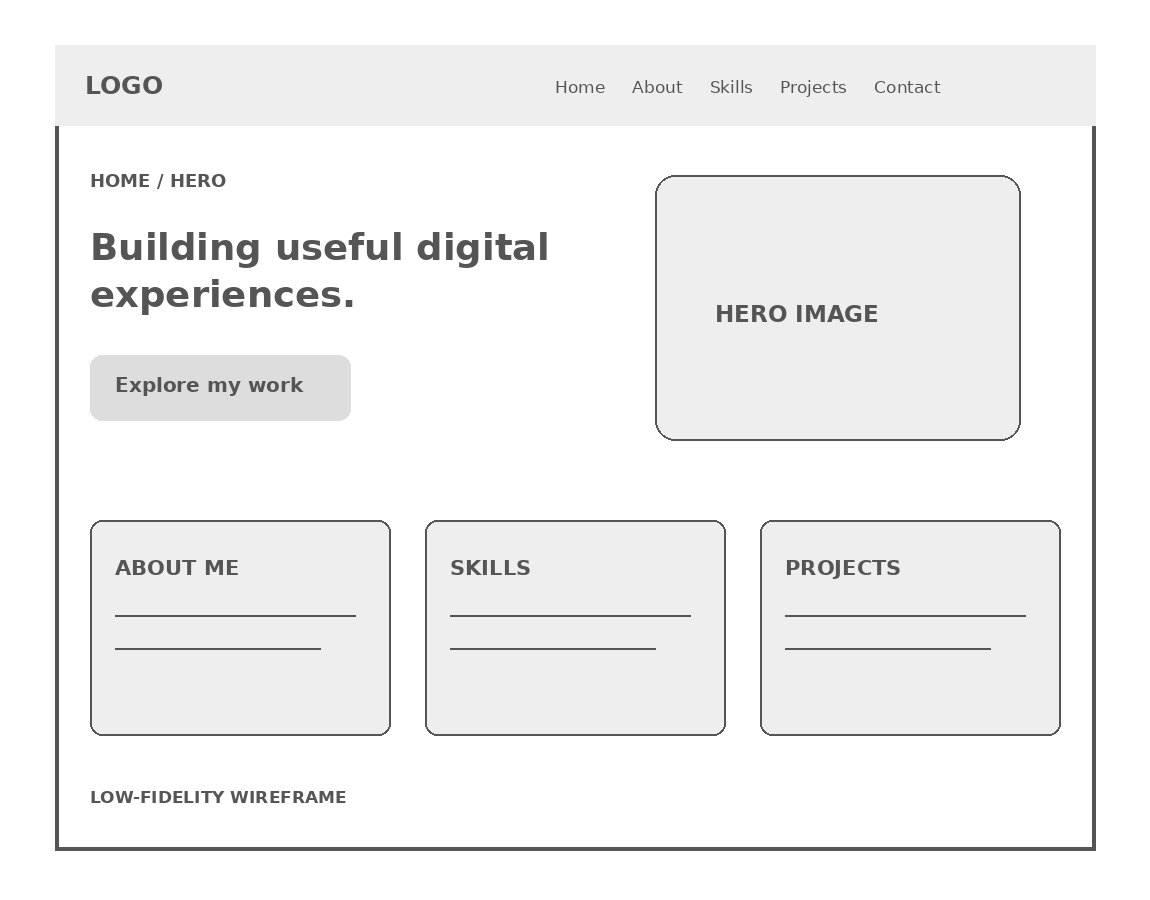 LOGO
Home About Skills Projects Contact
HOME / HERO
Building useful digital
experiences.
Explore my work
HERO IMAGE
ABOUT ME
SKILLS
PROJECTS
LOW-FIDELITY WIREFRAME